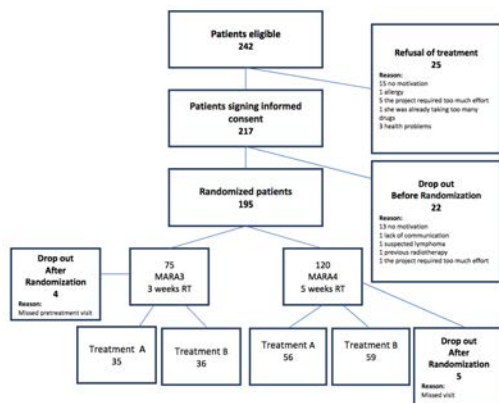 Patients eligible
242
Refusal of treatment
25
Reason:
15 no motivation
1 allergy
5 the project required too much effort
1 she was already taking too many
drugs
3 health problems
Patients signing informed
consent
217
Drop out
Before Randomization
22
Reason:
13 no motivation
1 lack of communication
1 suspected lymphoma
1 previous radiotherapy
1 the project required too much effort
Randomized patients
195
Drop out
After
Randomization
4
Reason:
Missed pretreatment visit
75
MARA3
3 weeks RT
120
MARA4
5 weeks RT
Treatment A
35
Treatment B
36
Treatment A
56
Treatment B
59
Drop out
After
Randomization
5
Reason:
Missed visit